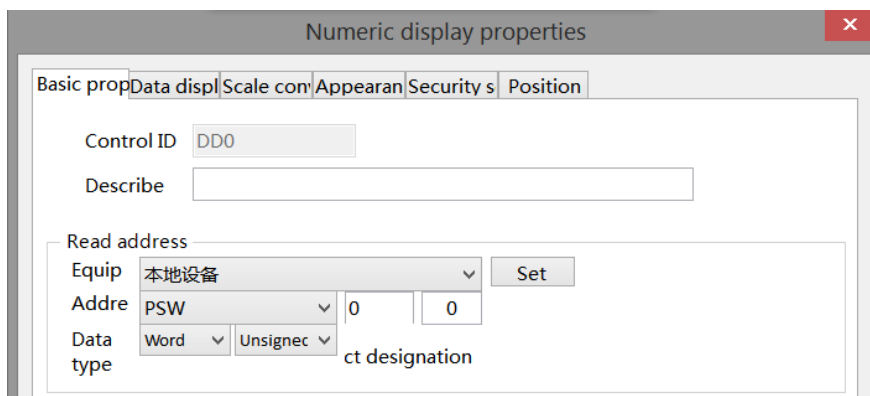 Numeric display properties
Basic prop Data displ Scale conv Appearan Security s Position
Control ID DD0
Describe
Read address
Equip 本地设备 Set
Addre PSW 0 0
Data type Word Unsignec
ct designation